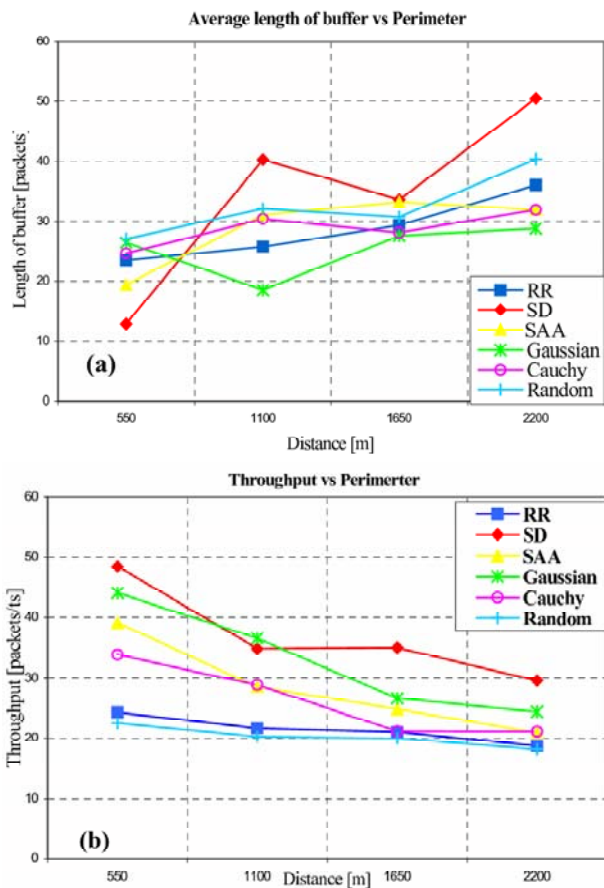 Average length of buffer vs Perimeter
60
50
40
30
20
10
0
Length of buffer [packets]
(a)
RR
SD
SAA
Gaussian
Cauchy
Random
550
1100
1650
2200
Distance [m]
Throughput vs Perimerter
60
50
40
30
20
10
0
Throughput [packets/ts]
RR
SD
SAA
Gaussian
Cauchy
Random
(b)
550
1100
1650
2200
Distance [m]